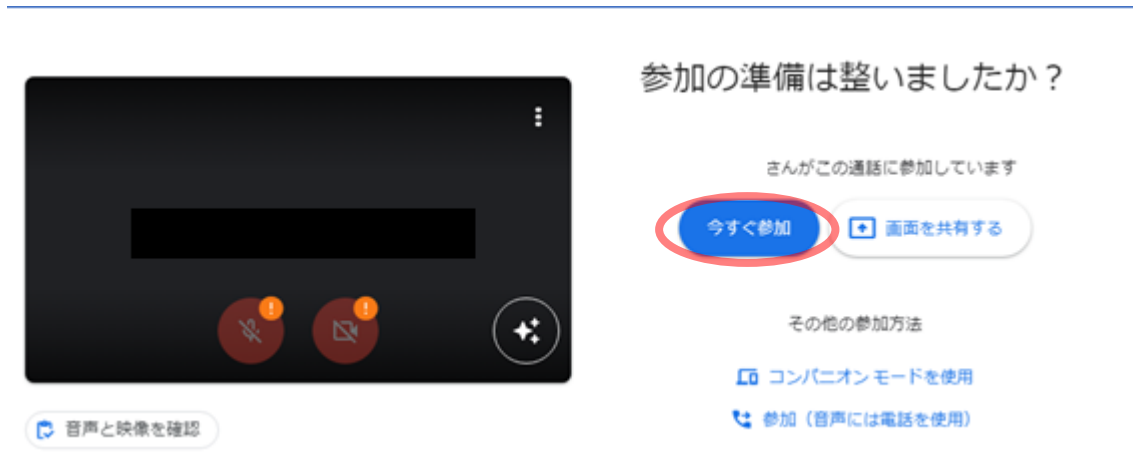 参加の準備は整いましたか？
さんがこの通話に参加しています
今すぐ参加
画面を共有する
その他の参加方法
コンパニオン モードを使用
参加（音声には電話を使用）
音声と映像を確認